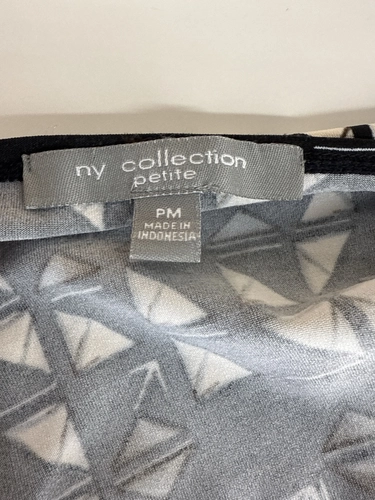 ny collection
petite
PM
MADE IN
INDONESIA